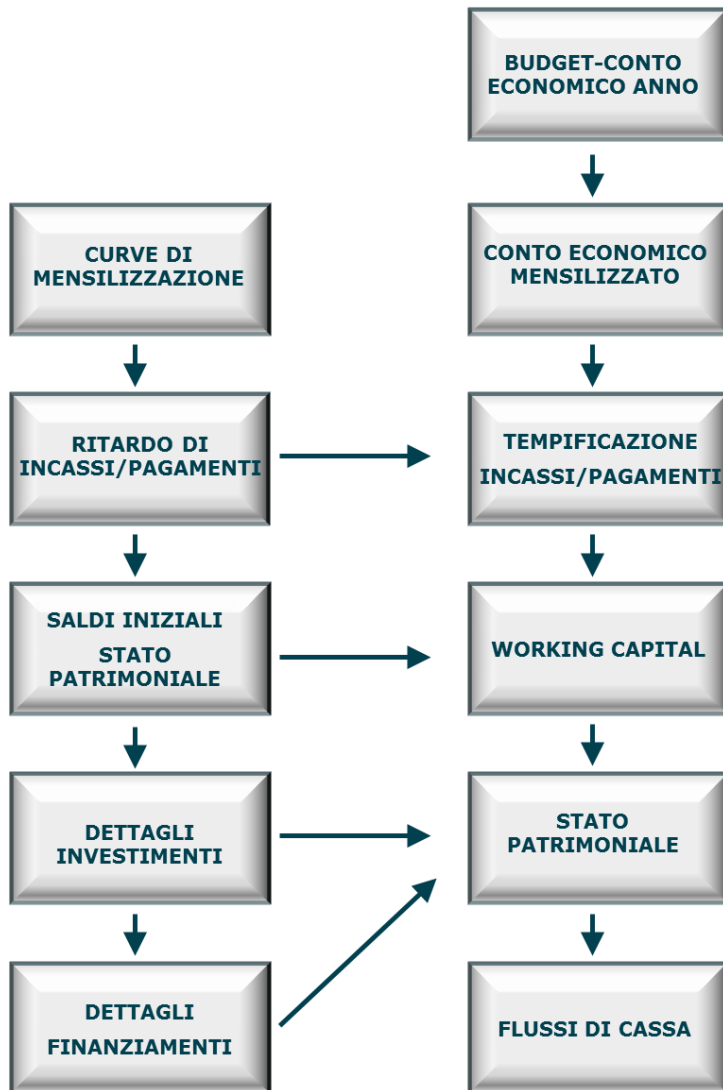 BUDGET-CONTO
ECONOMICO ANNO
CURVE DI
MENSILIZZAZIONE
CONTO ECONOMICO
MENSILIZZATO
RITARDO DI
INCASSI/PAGAMENTI
TEMPIFICAZIONE
INCASSI/PAGAMENTI
SALDI INIZIALI
STATO
PATRIMONIALE
WORKING CAPITAL
DETTAGLI
INVESTIMENTI
STATO
PATRIMONIALE
DETTAGLI
FINANZIAMENTI
FLUSSI DI CASSA